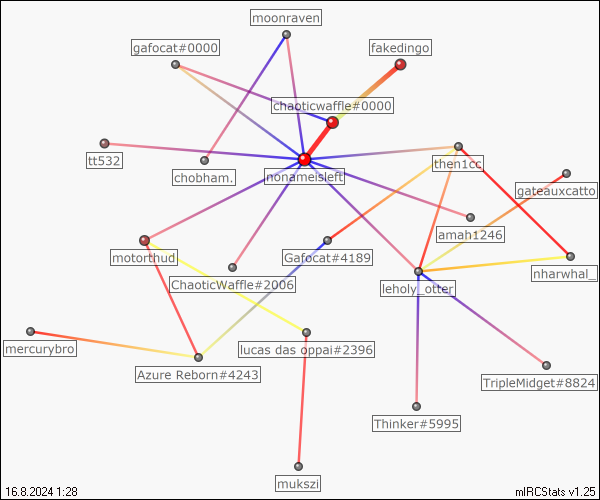 moonraven
gafocat#0000
fakedingo
chaoticwaffle#0000
tt532
chobham.
nonameisleft
then1cc
gateauxcatto
amah1246
motorthud
Gafocat#4189
ChaoticWaffle#2006
leholy_otter
nharwhal_
mercurybro
lucas das oppai#2396
Azure Reborn#4243
TripleMidget#8824
Thinker#5995
mukszi
16.8.2024 1:28
mIRCStats v1.25